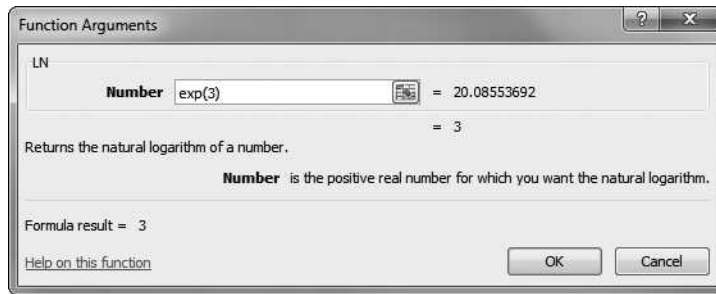 Function Arguments
LN
Number exp(3) = 20.08553692
= 3
Returns the natural logarithm of a number.
Number is the positive real number for which you want the natural logarithm.
Formula result = 3
Help on this function
OK Cancel